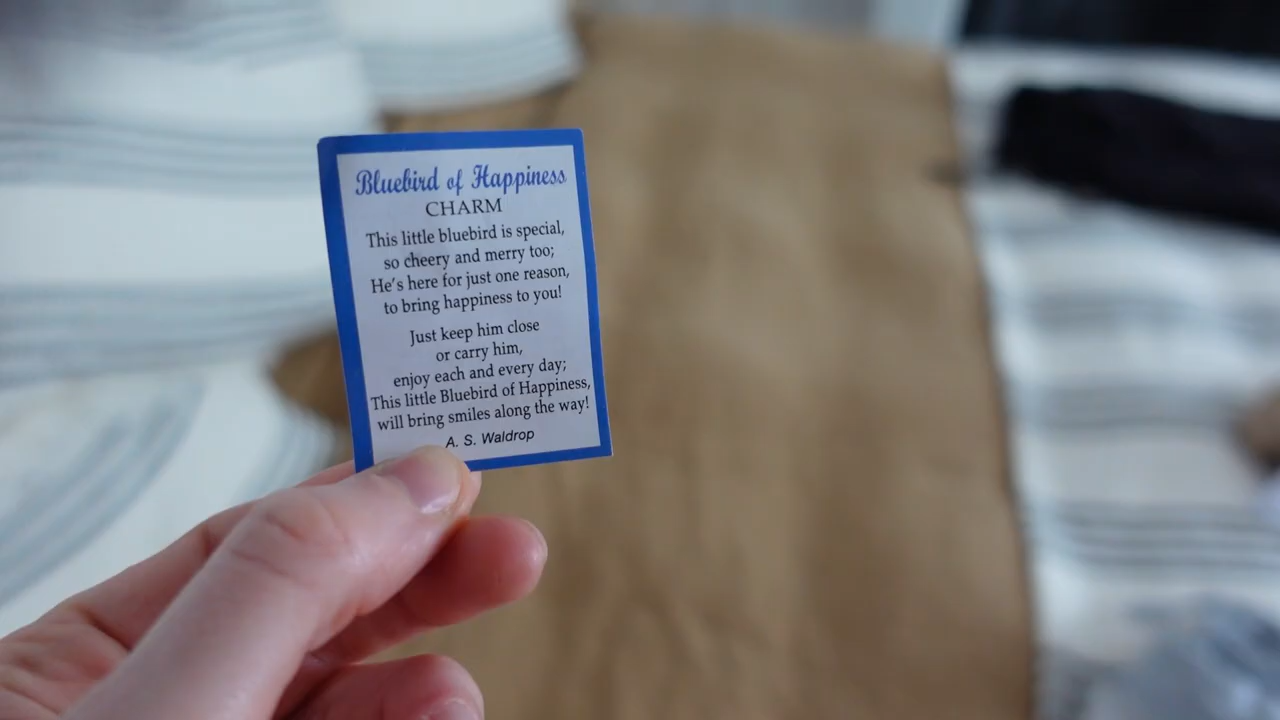 Bluebird of Happiness
CHARM
This little bluebird is special,
so cheery and merry too;
He's here for just one reason,
to bring happiness to you!
Just keep him close
or carry him,
enjoy each and every day;
This little Bluebird of Happiness,
will bring smiles along the way!
A. S. Waldrop